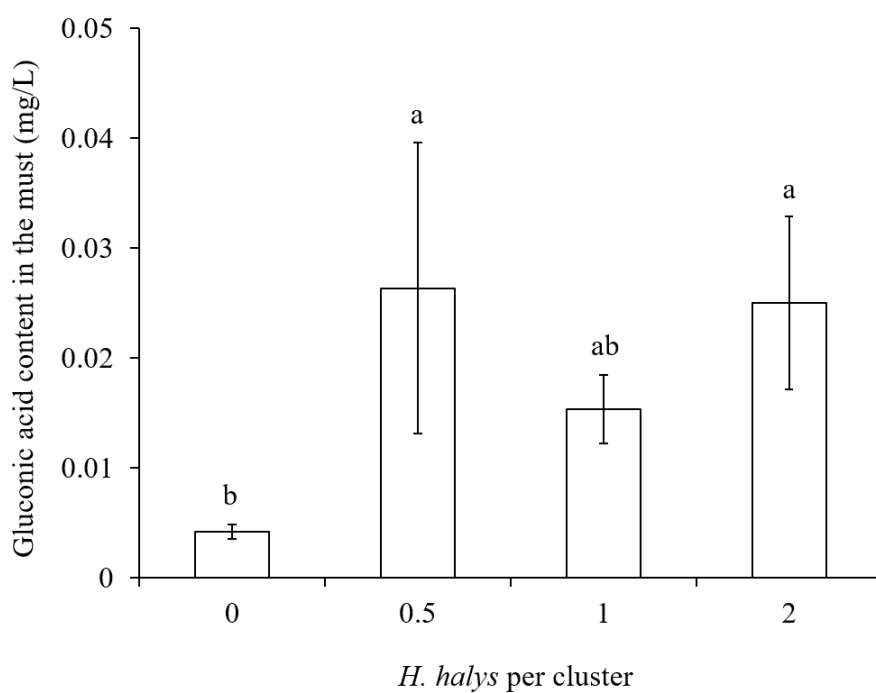 Gluconic acid content in the must (mg/L)
0.05
0.04
0.03
0.02
0.01
0
b
a
ab
a
0
0.5
1
2
H. halys per cluster